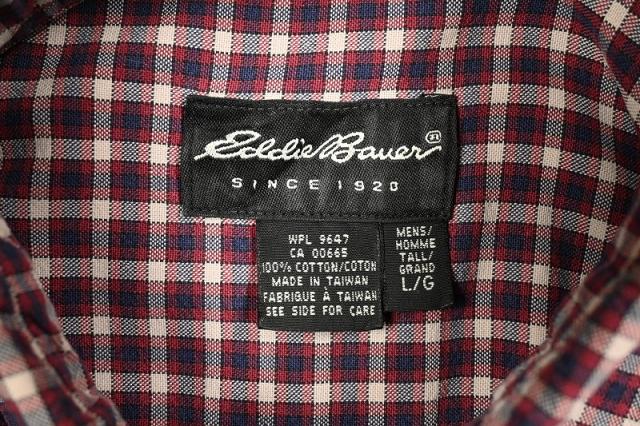 Eddie Bauer®
SINCE 1920
WPL 9647
CA 00665
100% COTTON/COTON
MADE IN TAIWAN
FABRIQUÉ À TAIWAN
SEE SIDE FOR CARE
MENS/
HOMME
TALL/
GRAND
L/G